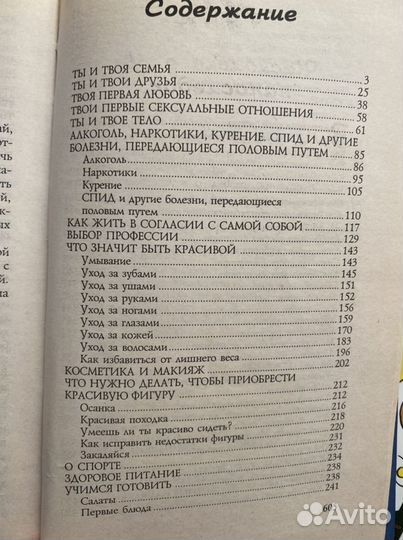 Содержание
ТЫ И ТВОЯ СЕМЬЯ 3
ТЫ И ТВОИ ДРУЗЬЯ 25
ТВОЯ ПЕРВАЯ ЛЮБОВЬ 38
ТВОИ ПЕРВЫЕ СЕКСУАЛЬНЫЕ ОТНОШЕНИЯ 58
ТЫ И ТВОЕ ТЕЛО 61
АЛКОГОЛЬ, НАРКОТИКИ, КУРЕНИЕ. СПИД И ДРУГИЕ
БОЛЕЗНИ, ПЕРЕДАЮЩИЕСЯ ПОЛОВЫМ ПУТЕМ 85
Алкоголь 86
Наркотики 95
Курение 105
СПИД и другие болезни, передающиеся
половым путем 110
КАК ЖИТЬ В СОГЛАСИИ С САМОЙ СОБОЙ 117
ВЫБОР ПРОФЕССИИ 129
ЧТО ЗНАЧИТ БЫТЬ КРАСИВОЙ 143
Умывание 143
Уход за зубами 145
Уход за ушами 151
Уход за руками 152
Уход за ногами 156
Уход за глазами 159
Уход за кожей 170
Уход за волосами 183
Как избавиться от лишнего веса 196
КОСМЕТИКА И МАКИЯЖ 202
ЧТО НУЖНО ДЕЛАТЬ, ЧТОБЫ ПРИОБРЕСТИ
КРАСИВУЮ ФИГУРУ 212
Осанка 212
Красивая походка 216
Умеешь ли ты красиво сидеть? 218
Как исправить недостатки фигуры 220
Закаляйся 231
О СПОРТЕ 232
ЗДОРОВОЕ ПИТАНИЕ 234
УЧИМСЯ ГОТОВИТЬ 238
Салаты 238
Первые блюда 241
Avito